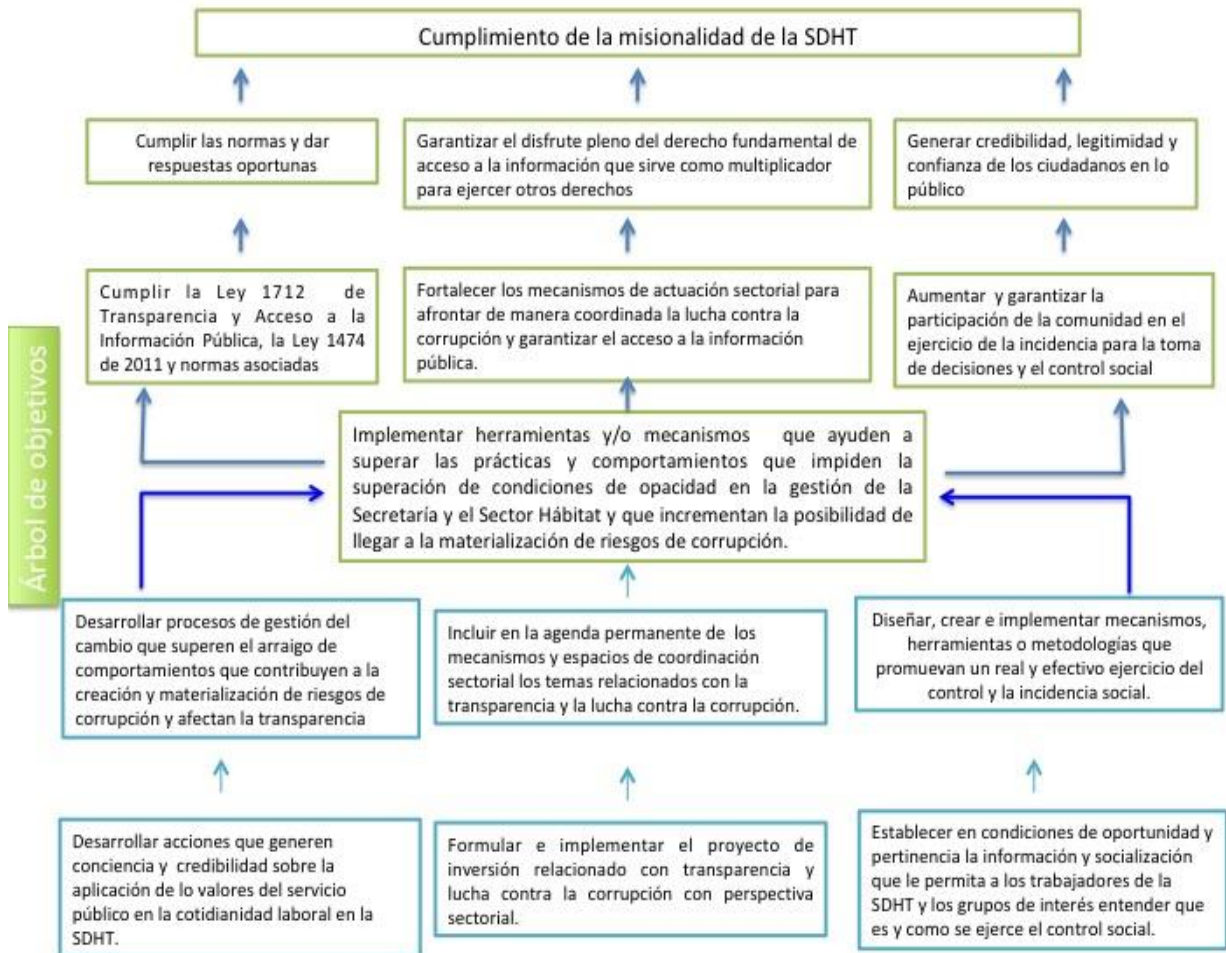 Cumplimiento de la misionalidad de la SDHT
Cumplir las normas y dar
respuestas oportunas
Garantizar el disfrute pleno del derecho fundamental de
acceso a la información que sirve como multiplicador
para ejercer otros derechos
Generar credibilidad, legitimidad y
confianza de los ciudadanos en lo
público
Cumplir la Ley 1712 de
Transparencia y Acceso a la
Información Pública, la Ley 1474
de 2011 y normas asociadas
Fortalecer los mecanismos de actuación sectorial para
afrontar de manera coordinada la lucha contra la
corrupción y garantizar el acceso a la información
pública.
Aumentar y garantizar la
participación de la comunidad en el
ejercicio de la incidencia para la toma
de decisiones y el control social
Árbol de objetivos
Implementar herramientas y/o mecanismos que ayuden a
superar las prácticas y comportamientos que impiden la
superación de condiciones de opacidad en la gestión de la
Secretaría y el Sector Hábitat y que incrementan la posibilidad de
llegar a la materialización de riesgos de corrupción.
Desarrollar procesos de gestión del
cambio que superen el arraigo de
comportamientos que contribuyen a la
creación y materialización de riesgos de
corrupción y afectan la transparencia
Incluir en la agenda permanente de los
mecanismos y espacios de coordinación
sectorial los temas relacionados con la
transparencia y la lucha contra la corrupción.
Diseñar, crear e implementar mecanismos,
herramientas o metodologías que
promuevan un real y efectivo ejercicio del
control y la incidencia social.
Desarrollar acciones que generen
conciencia y credibilidad sobre la
aplicación de lo valores del servicio
público en la cotidianidad laboral en la
SDHT.
Formular e implementar el proyecto de
inversión relacionado con transparencia y
lucha contra la corrupción con perspectiva
sectorial.
Establecer en condiciones de oportunidad y
pertinencia la información y socialización
que le permita a los trabajadores de la
SDHT y los grupos de interés entender que
es y como se ejerce el control social.